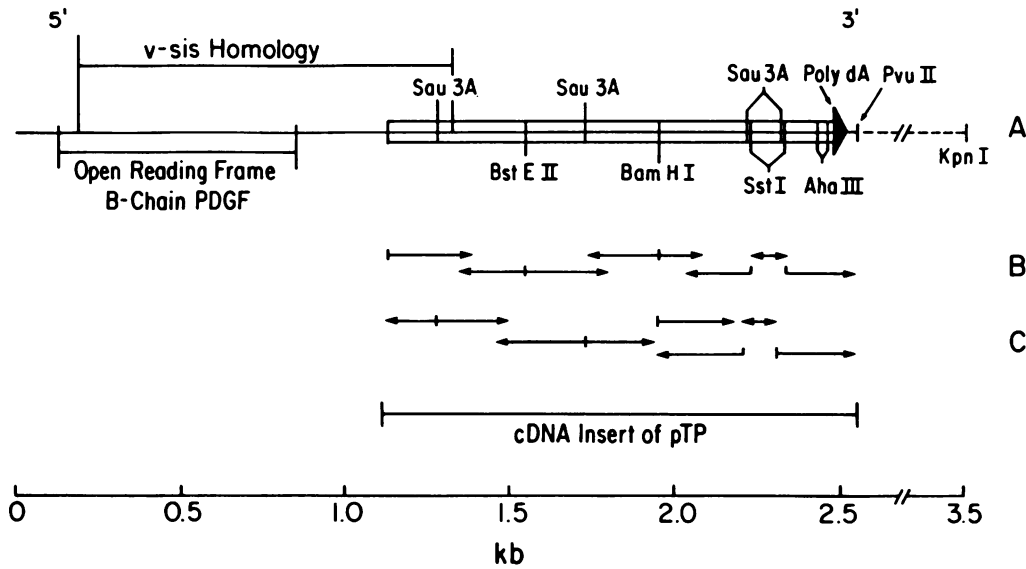 5' 3'
v-sis Homology
Sau 3A Sau 3A Sau 3A Poly dA Pvu II
A
Kpn I
Open Reading Frame
B-Chain PDGF
Bst E II Bam H I Sst I Aha III
B
C
cDNA Insert of pTP
0 0.5 1.0 1.5 2.0 2.5 3.5
kb